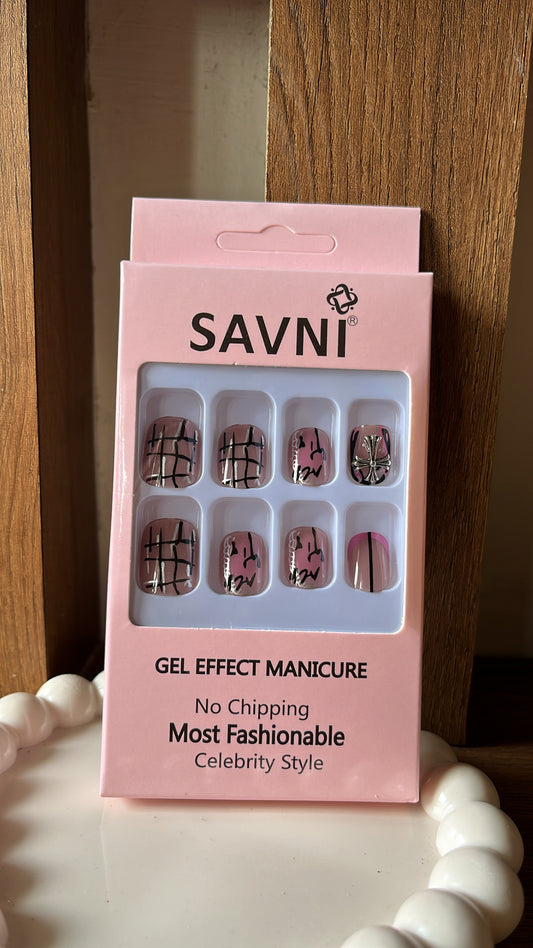 SAVNI®
GEL EFFECT MANICURE
No Chipping
Most Fashionable
Celebrity Style